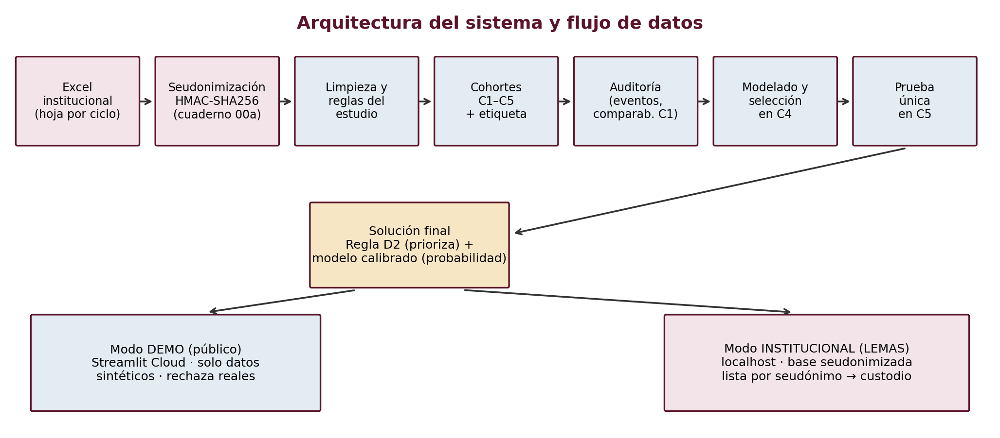 Arquitectura del sistema y flujo de datos
Excel
institucional
(hoja por ciclo)
Seudonimización
HMAC-SHA256
(cuaderno 00a)
Limpieza y
reglas del
estudio
Cohortes
C1–C5
+ etiqueta
Auditoría
(eventos,
comparab. C1)
Modelado y
selección
en C4
Prueba
única
en C5
Solución final
Regla D2 (prioriza) +
modelo calibrado (probabilidad)
Modo DEMO (público)
Streamlit Cloud · solo datos
sintéticos · rechaza reales
Modo INSTITUCIONAL (LEMAS)
localhost · base seudonimizada
lista por seudónimo → custodio